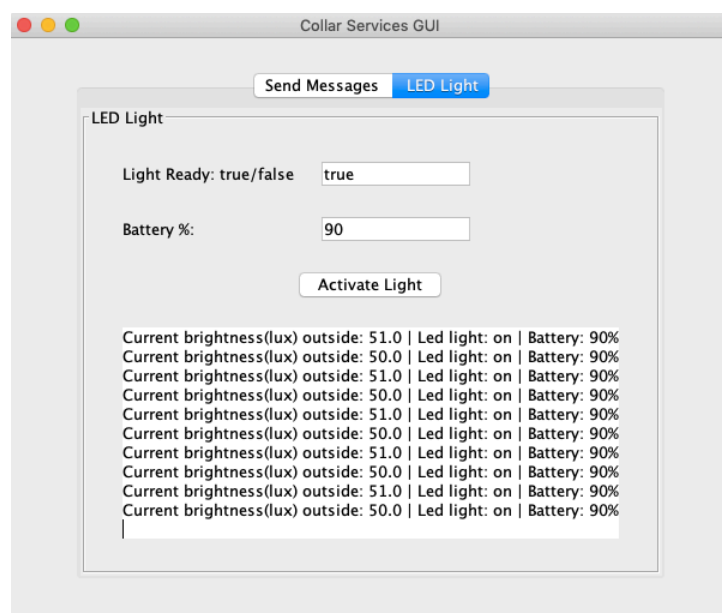 Collar Services GUI
Send Messages LED Light
LED Light
Light Ready: true/false true
Battery %: 90
Activate Light
Current brightness(lux) outside: 51.0 | Led light: on | Battery: 90%
Current brightness(lux) outside: 50.0 | Led light: on | Battery: 90%
Current brightness(lux) outside: 51.0 | Led light: on | Battery: 90%
Current brightness(lux) outside: 50.0 | Led light: on | Battery: 90%
Current brightness(lux) outside: 51.0 | Led light: on | Battery: 90%
Current brightness(lux) outside: 50.0 | Led light: on | Battery: 90%
Current brightness(lux) outside: 51.0 | Led light: on | Battery: 90%
Current brightness(lux) outside: 50.0 | Led light: on | Battery: 90%
Current brightness(lux) outside: 51.0 | Led light: on | Battery: 90%
Current brightness(lux) outside: 50.0 | Led light: on | Battery: 90%